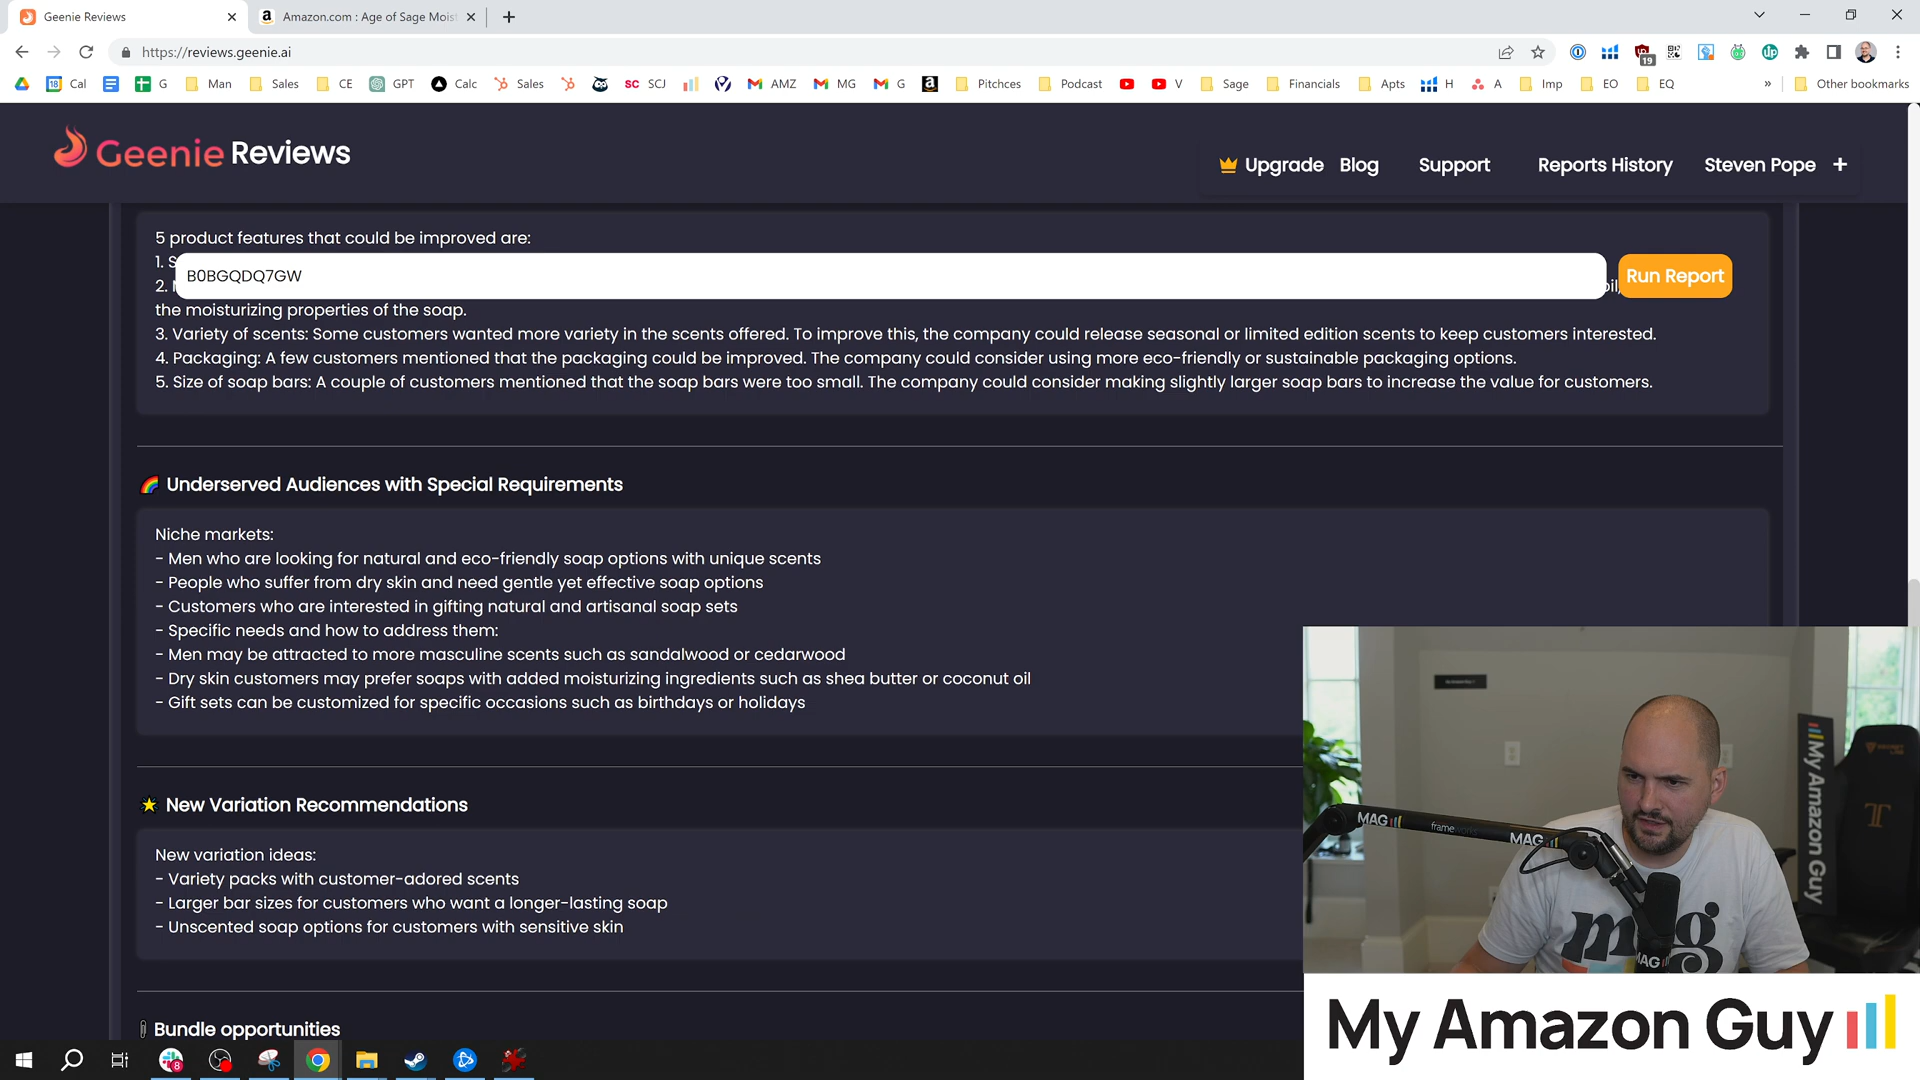 Geenie Reviews
Amazon.com : Age of Sage Moist
https://reviews.geenie.ai
19
Cal
G
Man
Sales
CE
GPT
Calc
Sales
SC SCJ
AMZ
MG
G
Pitchces
Podcast
V
Sage
Financials
Apts
H
A
Imp
EO
EQ
»
Other bookmarks
Geenie Reviews
Upgrade
Blog
Support
Reports History
Steven Pope +
5 product features that could be improved are:
1. S
B0BGQDQ7GW
Run Report
2.
oil,
the moisturizing properties of the soap.
3. Variety of scents: Some customers wanted more variety in the scents offered. To improve this, the company could release seasonal or limited edition scents to keep customers interested.
4. Packaging: A few customers mentioned that the packaging could be improved. The company could consider using more eco-friendly or sustainable packaging options.
5. Size of soap bars: A couple of customers mentioned that the soap bars were too small. The company could consider making slightly larger soap bars to increase the value for customers.
Underserved Audiences with Special Requirements
Niche markets:
- Men who are looking for natural and eco-friendly soap options with unique scents
- People who suffer from dry skin and need gentle yet effective soap options
- Customers who are interested in gifting natural and artisanal soap sets
- Specific needs and how to address them:
- Men may be attracted to more masculine scents such as sandalwood or cedarwood
- Dry skin customers may prefer soaps with added moisturizing ingredients such as shea butter or coconut oil
- Gift sets can be customized for specific occasions such as birthdays or holidays
New Variation Recommendations
New variation ideas:
- Variety packs with customer-adored scents
- Larger bar sizes for customers who want a longer-lasting soap
- Unscented soap options for customers with sensitive skin
Bundle opportunities
MAG
frameworks
MAG
My Amazon Guy
mag
MAG
My Amazon Guy
8